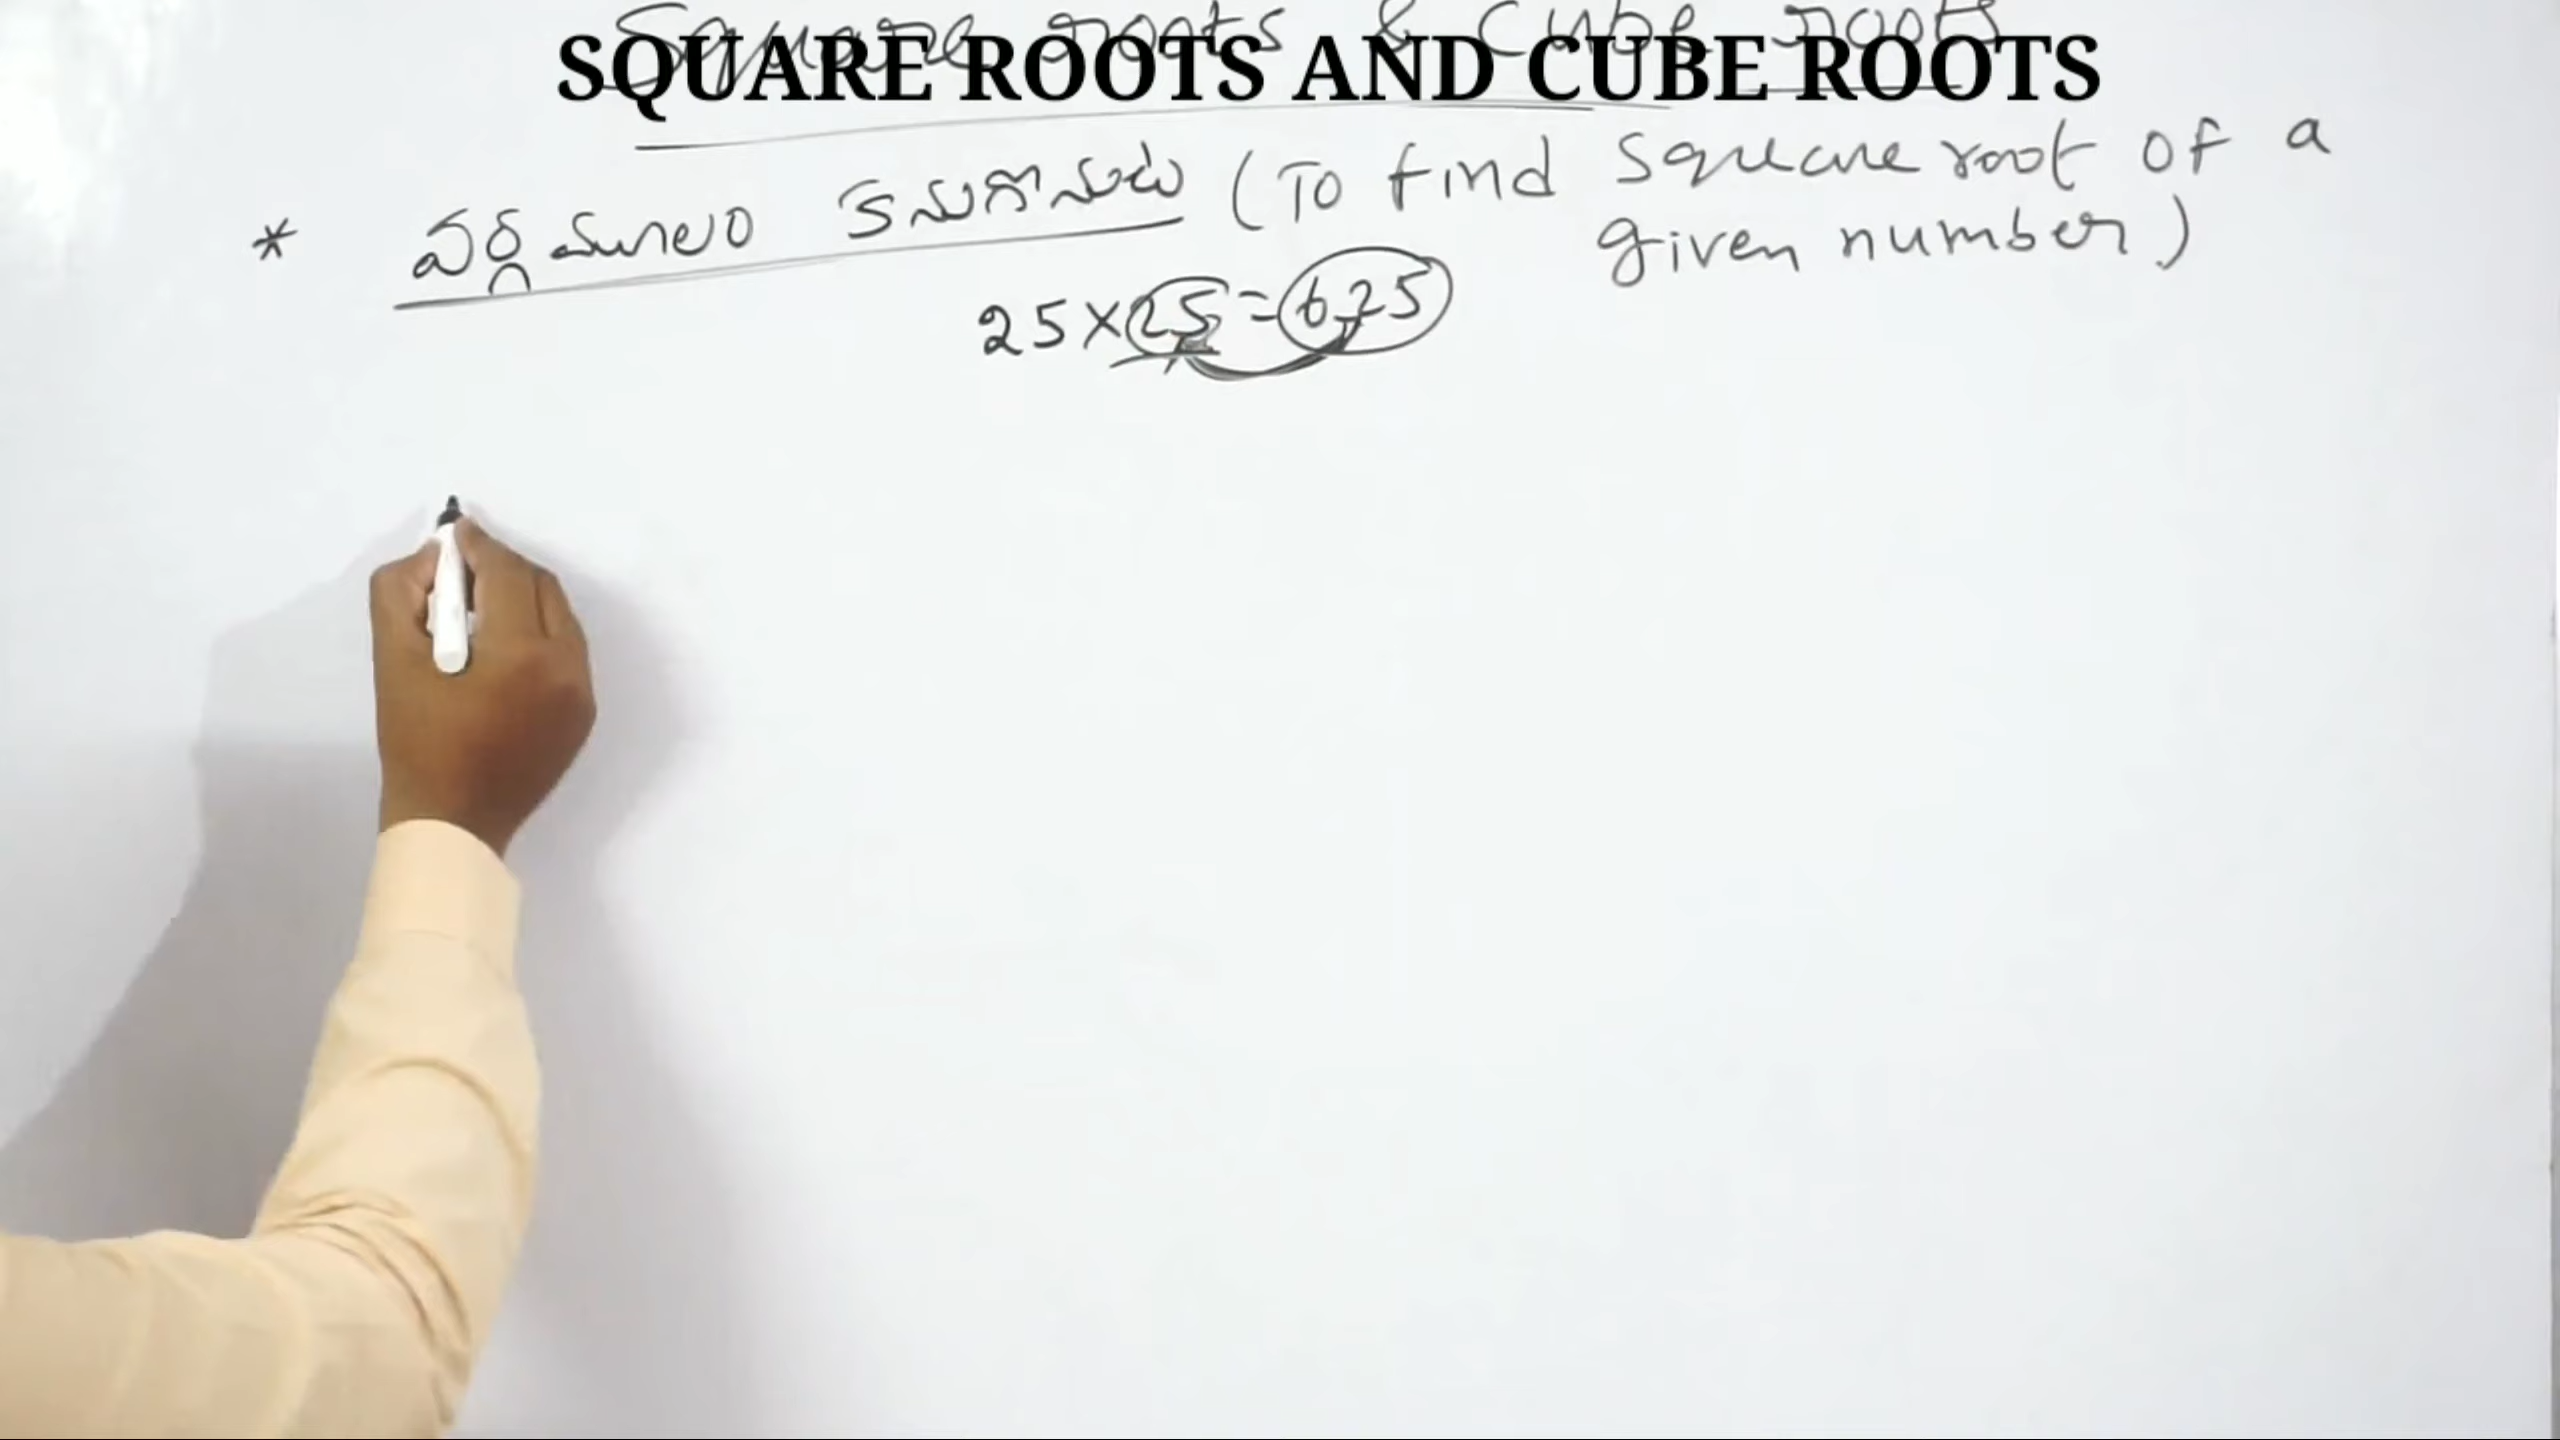 Square roots & Cube roots
SQUARE ROOTS AND CUBE ROOTS
* వర్గమూలం కనుగొనుట (To find square root of a
given number)
25×25=625